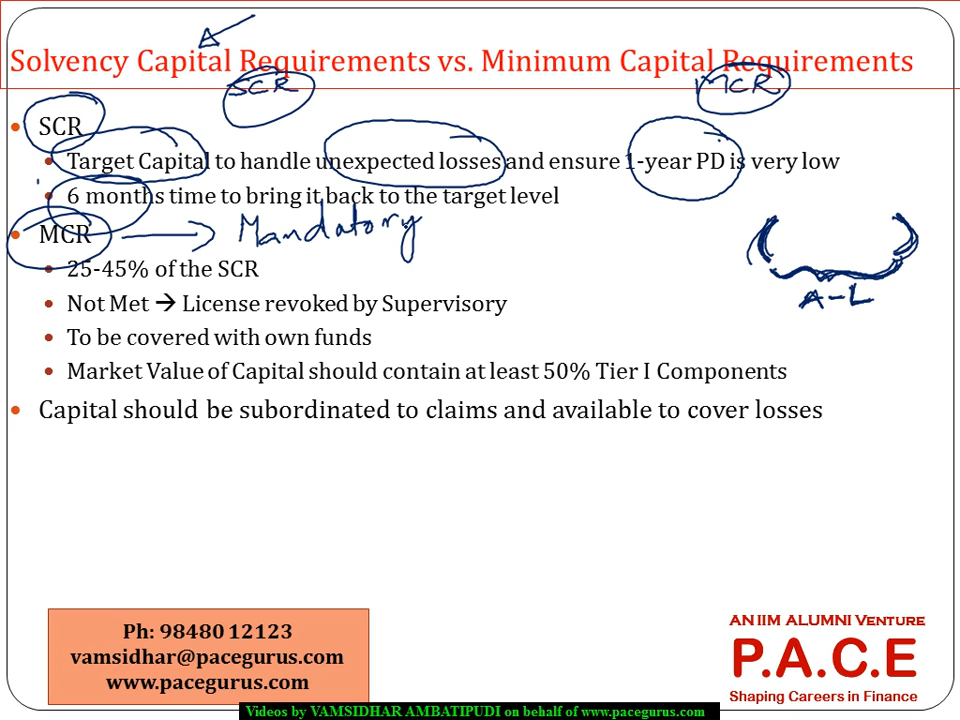 Solvency Capital Requirements vs. Minimum Capital Requirements
SCR
MCR
• SCR
• Target Capital to handle unexpected losses and ensure 1-year PD is very low
• 6 months time to bring it back to the target level
• MCR → Mandatory
• 25-45% of the SCR
• Not Met → License revoked by Supervisory
• To be covered with own funds
• Market Value of Capital should contain at least 50% Tier I Components
• Capital should be subordinated to claims and available to cover losses
A-L
Ph: 98480 12123
vamsidhar@pacegurus.com
www.pacegurus.com
AN IIM ALUMNI VENTURE
P.A.C.E
Shaping Careers in Finance
Videos by VAMSIDHAR AMBATIPUDI on behalf of www.pacegurus.com